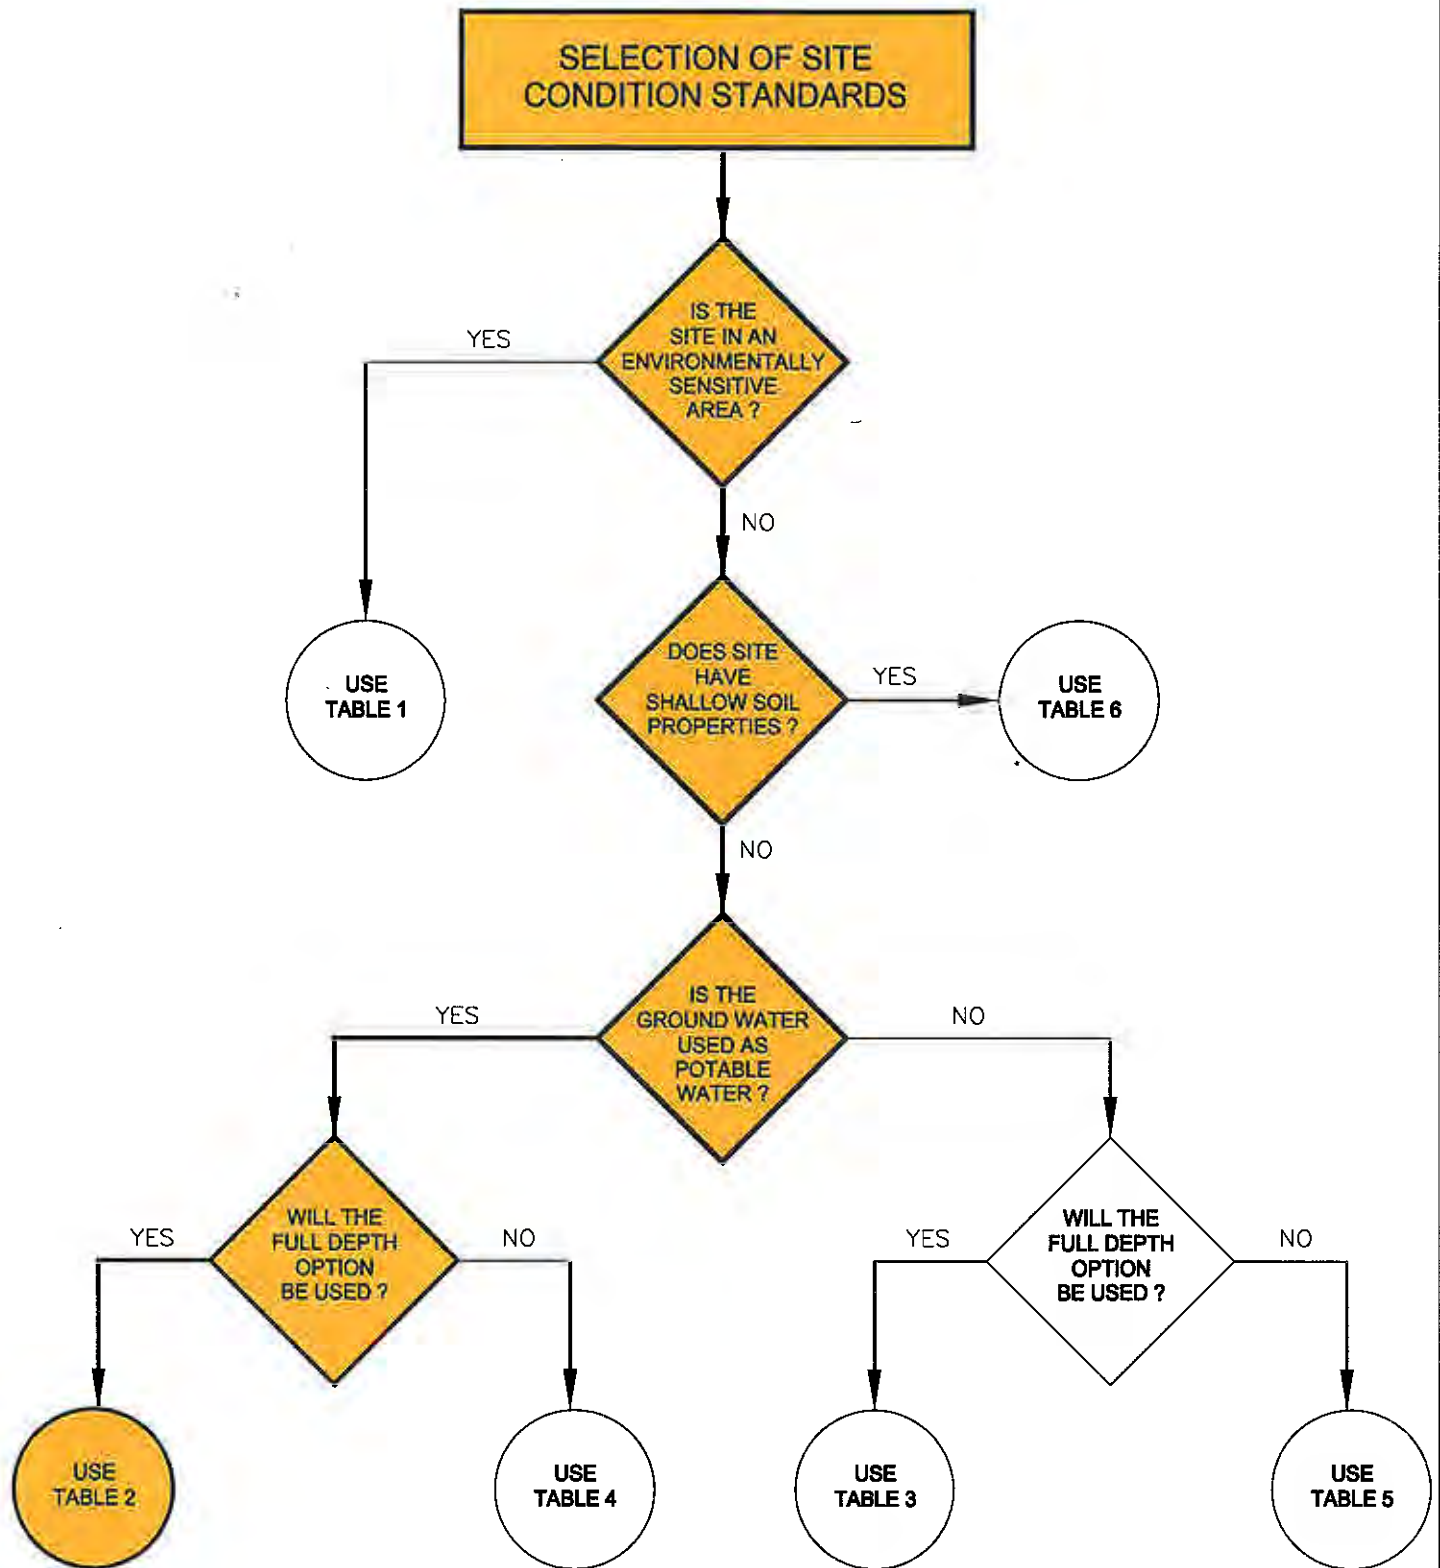 SELECTION OF SITE
CONDITION STANDARDS
IS THE
SITE IN AN
ENVIRONMENTALLY
SENSITIVE
AREA ?
YES
NO
USE
TABLE 1
DOES SITE
HAVE
SHALLOW SOIL
PROPERTIES ?
YES
USE
TABLE 6
NO
IS THE
GROUND WATER
USED AS
POTABLE
WATER ?
YES
NO
WILL THE
FULL DEPTH
OPTION
BE USED ?
YES
NO
WILL THE
FULL DEPTH
OPTION
BE USED ?
YES
NO
USE
TABLE 2
USE
TABLE 4
USE
TABLE 3
USE
TABLE 5